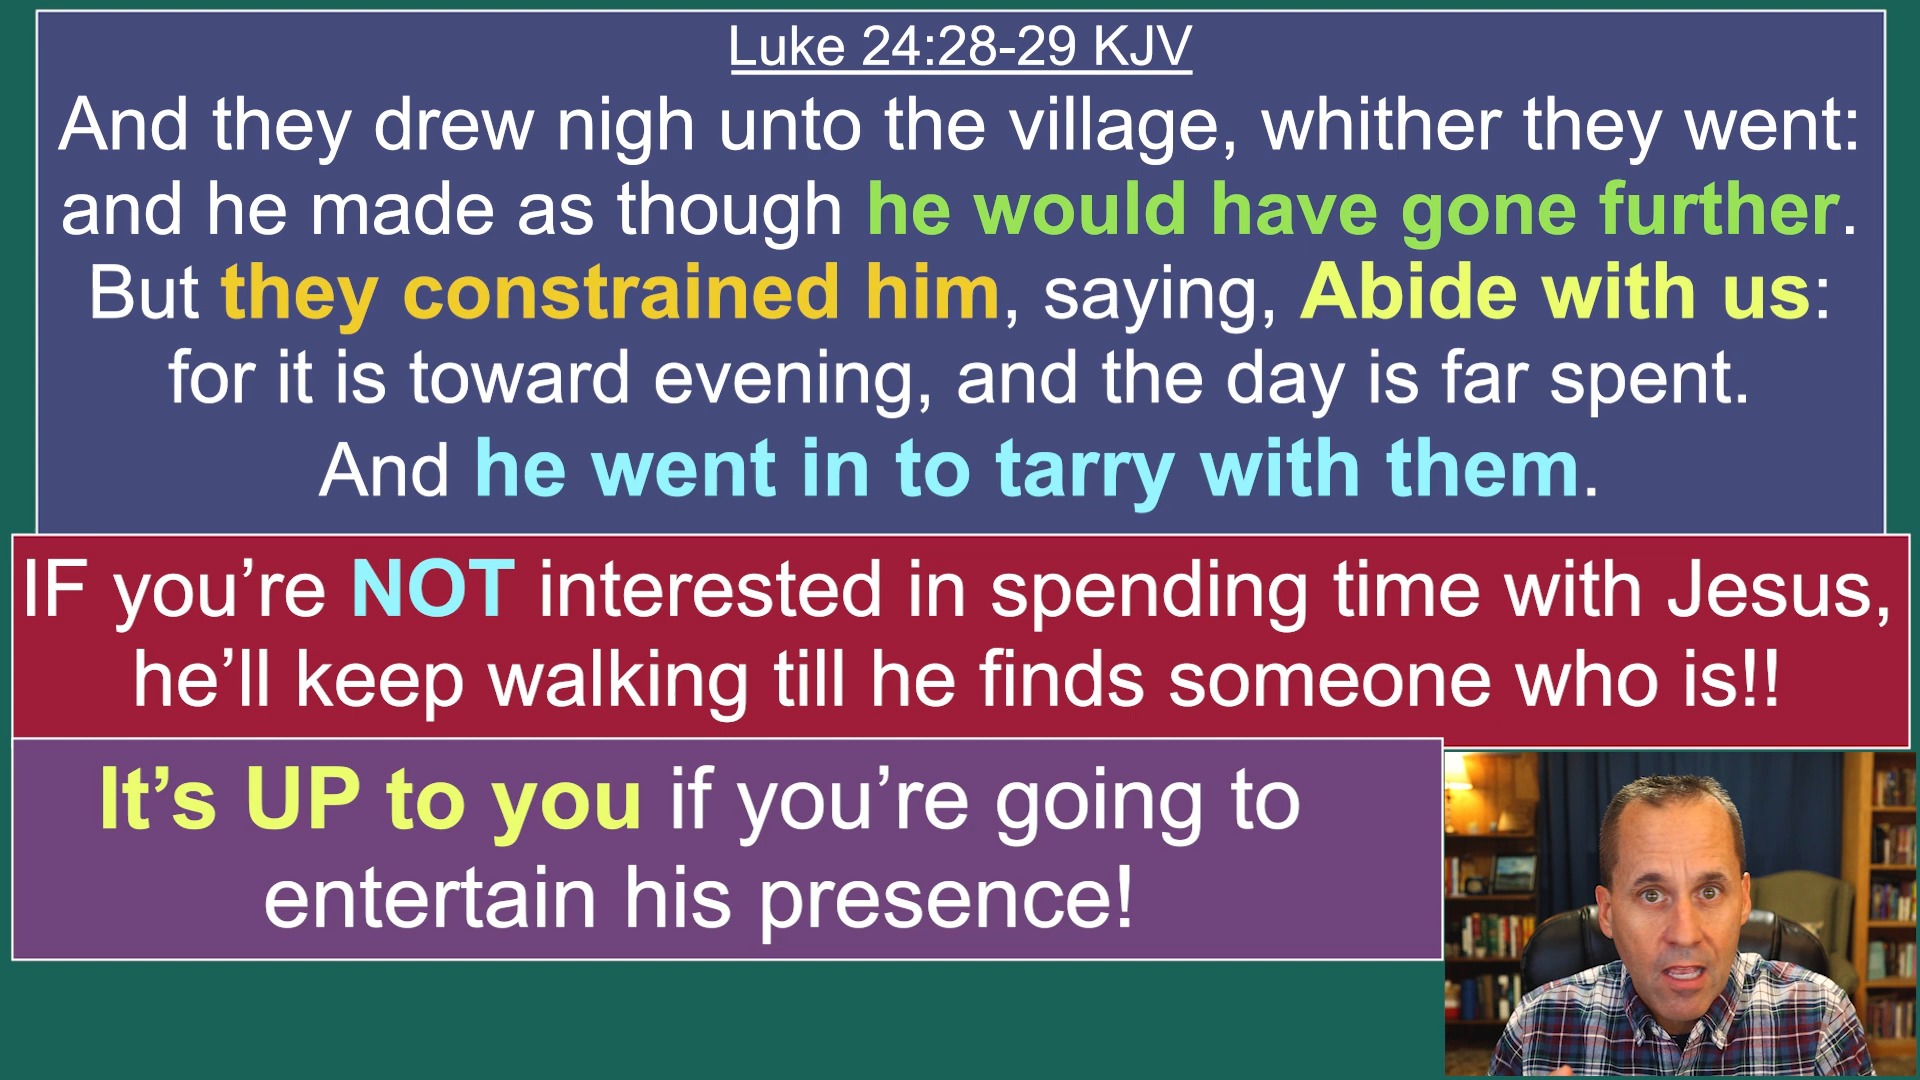 Luke 24:28-29 KJV
And they drew nigh unto the village, whither they went:
and he made as though he would have gone further.
But they constrained him, saying, Abide with us:
for it is toward evening, and the day is far spent.
And he went in to tarry with them.
IF you’re NOT interested in spending time with Jesus,
he’ll keep walking till he finds someone who is!!
It’s UP to you if you’re going to
entertain his presence!